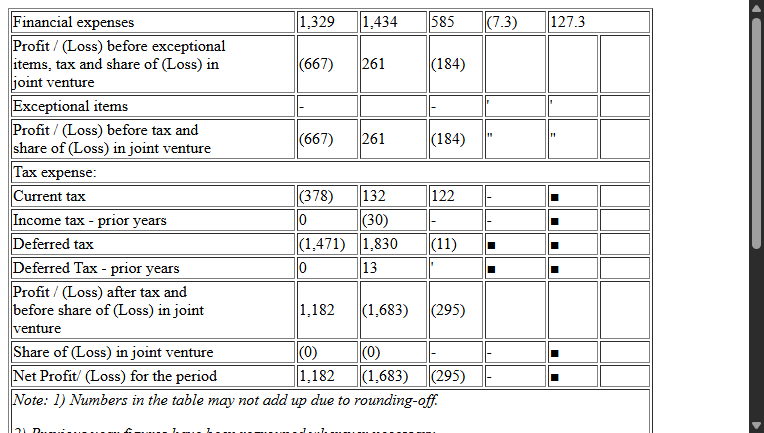 Financial expenses 1,329 1,434 585 (7.3) 127.3
Profit / (Loss) before exceptional
items, tax and share of (Loss) in (667) 261 (184)
joint venture
Exceptional items - - ' '
Profit / (Loss) before tax and
share of (Loss) in joint venture (667) 261 (184) " "
Tax expense:
Current tax (378) 132 122 - ■
Income tax - prior years 0 (30) - - ■
Deferred tax (1,471) 1,830 (11) ■ ■
Deferred Tax - prior years 0 13 ' ■ ■
Profit / (Loss) after tax and
before share of (Loss) in joint 1,182 (1,683) (295)
venture
Share of (Loss) in joint venture (0) (0) - - ■
Net Profit/ (Loss) for the period 1,182 (1,683) (295) - ■
Note: 1) Numbers in the table may not add up due to rounding-off.